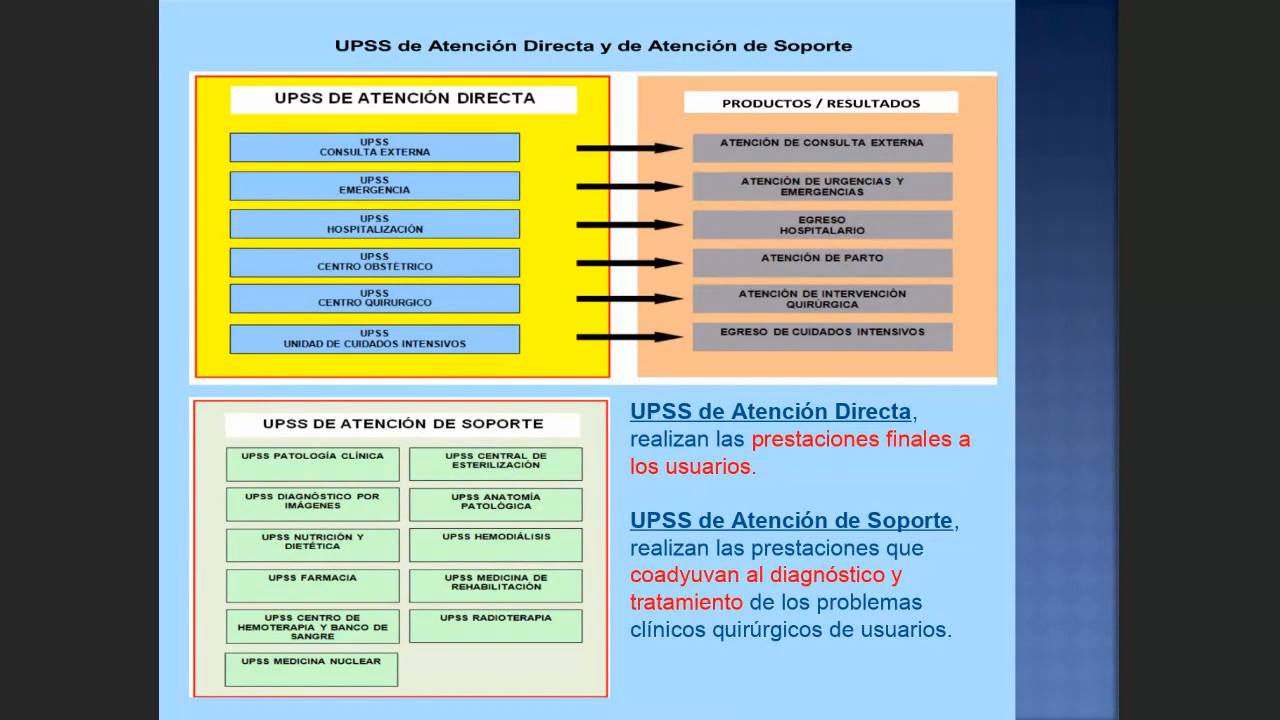 UPSS de Atención Directa y de Atención de Soporte
UPSS DE ATENCIÓN DIRECTA
UPSS
CONSULTA EXTERNA
UPSS
EMERGENCIA
UPSS
HOSPITALIZACIÓN
UPSS
CENTRO OBSTÉTRICO
UPSS
CENTRO QUIRURGICO
UPSS
UNIDAD DE CUIDADOS INTENSIVOS
PRODUCTOS / RESULTADOS
ATENCIÓN DE CONSULTA EXTERNA
ATENCIÓN DE URGENCIAS Y
EMERGENCIAS
EGRESO
HOSPITALARIO
ATENCIÓN DE PARTO
ATENCIÓN DE INTERVENCIÓN
QUIRÚRGICA
EGRESO DE CUIDADOS INTENSIVOS
UPSS DE ATENCIÓN DE SOPORTE
UPSS PATOLOGÍA CLÍNICA
UPSS CENTRAL DE
ESTERILIZACIÓN
UPSS DIAGNÓSTICO POR
IMÁGENES
UPSS ANATOMÍA
PATOLÓGICA
UPSS NUTRICIÓN Y
DIETÉTICA
UPSS HEMODIÁLISIS
UPSS FARMACIA
UPSS MEDICINA DE
REHABILITACIÓN
UPSS CENTRO DE
HEMOTERAPIA Y BANCO DE
SANGRE
UPSS RADIOTERAPIA
UPSS MEDICINA NUCLEAR
UPSS de Atención Directa,
realizan las prestaciones finales a
los usuarios.
UPSS de Atención de Soporte,
realizan las prestaciones que
coadyuvan al diagnóstico y
tratamiento de los problemas
clínicos quirúrgicos de usuarios.